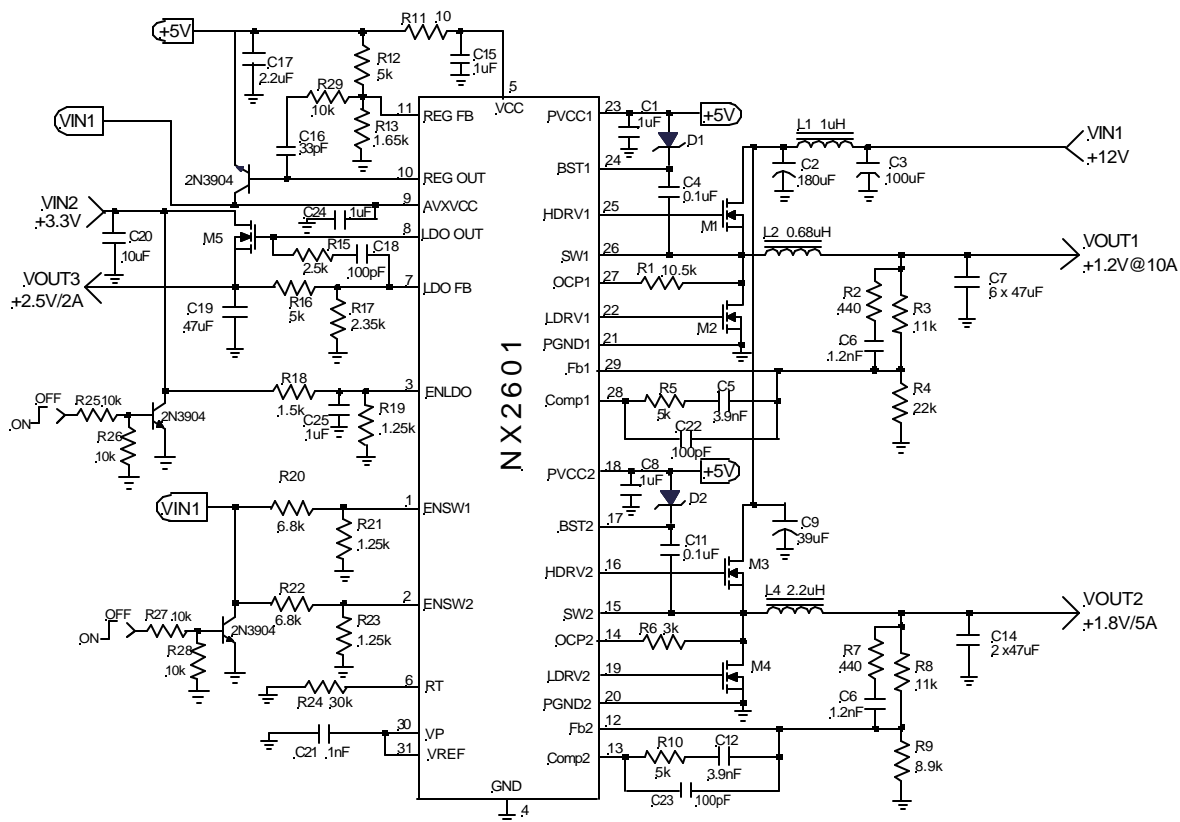 +5V
R11 10
C17
2.2uF
R12
5k
C15
1uF
5
VCC
R29
10k
11
REG FB
VIN1
C16
33pF
R13
1.65k
2N3904
10
REG OUT
VIN2
+3.3V
9
AVXVCC
C24
1uF
8
LDO OUT
C20
10uF
M5
R15
2.5k
C18
100pF
VOUT3
+2.5V/2A
7
LDO FB
C19
47uF
R16
5k
R17
2.35k
3
ENLDO
R18
1.5k
C25
1uF
R19
1.25k
OFF
ON
R25 10k
2N3904
R26
10k
VIN1
R20
6.8k
1
ENSW1
R21
1.25k
R22
6.8k
2
ENSW2
R23
1.25k
OFF
ON
R27 10k
2N3904
R28
10k
6
RT
R24 30k
30
VP
C21 1nF
31
VREF
GND
4
NX2601
23
PVCC1
C1
1uF
+5V
D1
24
BST1
C4
0.1uF
L1 1uH
VIN1
+12V
C2
180uF
C3
100uF
25
HDRV1
M1
26
SW1
L2 0.68uH
VOUT1
+1.2V@10A
27
OCP1
R1 10.5k
22
LDRV1
M2
21
PGND1
R2
440
R3
11k
C7
6 x 47uF
C6
1.2nF
29
Fb1
28
Comp1
R5
5k
C5
3.9nF
C22
100pF
R4
22k
18
PVCC2
C8
1uF
+5V
D2
17
BST2
C11
0.1uF
C9
39uF
16
HDRV2
M3
15
SW2
L4 2.2uH
VOUT2
+1.8V/5A
14
OCP2
R6 3k
19
LDRV2
M4
20
PGND2
R7
440
R8
11k
C14
2 x47uF
C6
1.2nF
12
Fb2
13
Comp2
R10
5k
C12
3.9nF
C23
100pF
R9
8.9k